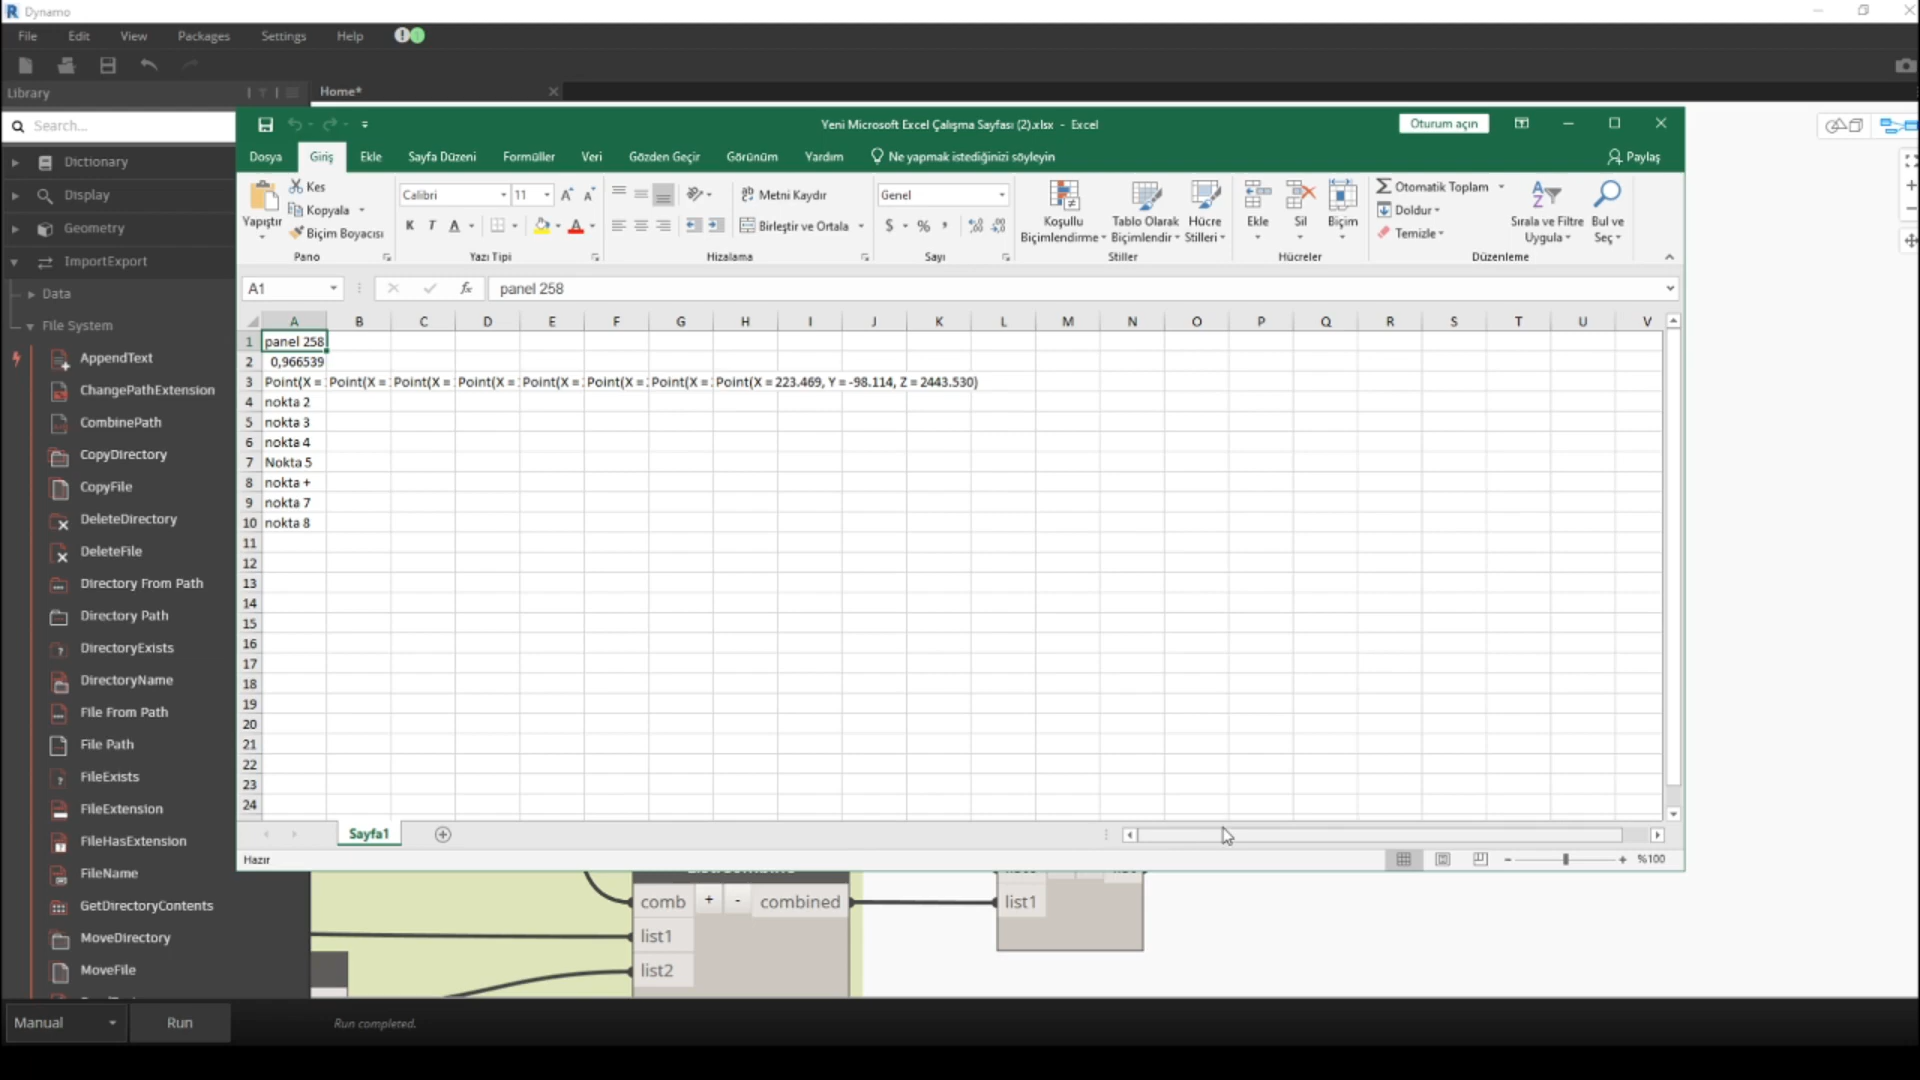 Dynamo
File Edit View Packages Settings Help
Library
Home*
Search...
Dictionary
Display
Geometry
ImportExport
Data
File System
AppendText
ChangePathExtension
CombinePath
CopyDirectory
CopyFile
DeleteDirectory
DeleteFile
Directory From Path
Directory Path
DirectoryExists
DirectoryName
File From Path
File Path
FileExists
FileExtension
FileHasExtension
FileName
GetDirectoryContents
MoveDirectory
MoveFile
Yeni Microsoft Excel Çalışma Sayfası (2).xlsx - Excel
Oturum açın
Dosya Giriş Ekle Sayfa Düzeni Formüller Veri Gözden Geçir Görünüm Yardım Ne yapmak istediğinizi söyleyin
Paylaş
Yapıştır
Kes
Kopyala
Biçim Boyacısı
Pano
Calibri 11
K T A
Yazı Tipi
Metni Kaydır
Birleştir ve Ortala
Hizalama
Genel
$ %
Sayı
Koşullu Biçimlendirme
Tablo Olarak Biçimlendir
Hücre Stilleri
Stiller
Ekle Sil Biçim
Hücreler
Otomatik Toplam
Doldur
Temizle
Sırala ve Filtre Uygula
Bul ve Seç
Düzenleme
A1
fx
panel 258
A B C D E F G H I J K L M N O P Q R S T U V
1 panel 258
2 0,966539
3 Point(X = Point(X = Point(X = Point(X = Point(X = Point(X = Point(X = Point(X = 223.469, Y = -98.114, Z = 2443.530)
4 nokta 2
5 nokta 3
6 nokta 4
7 Nokta 5
8 nokta +
9 nokta 7
10 nokta 8
11
12
13
14
15
16
17
18
19
20
21
22
23
24
Sayfa1
Hazır
%100
comb + - combined
list1
list2
list1
Manual
Run
Run completed.